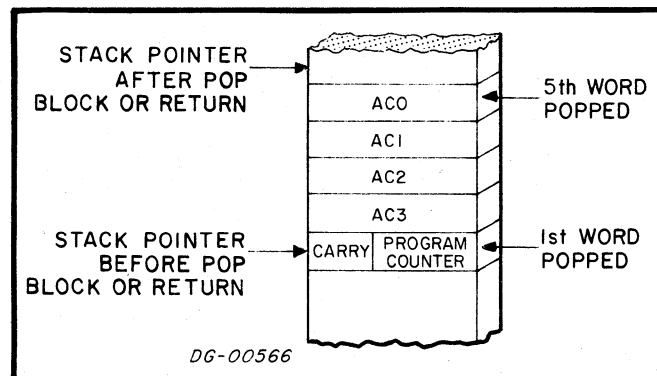 STACK POINTER
AFTER POP
BLOCK OR RETURN
5th WORD
POPPED
AC0
AC1
AC2
AC3
STACK POINTER
BEFORE POP
BLOCK OR RETURN
CARRY
PROGRAM
COUNTER
1st WORD
POPPED
DG-00566